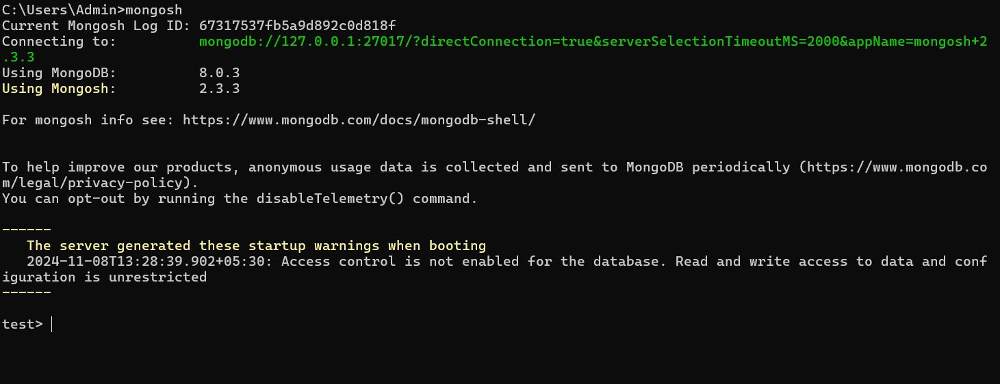 C:\Users\Admin>mongosh
Current Mongosh Log ID: 67317537fb5a9d892c0d818f
Connecting to:          mongodb://127.0.0.1:27017/?directConnection=true&serverSelectionTimeoutMS=2000&appName=mongosh+2
.3.3
Using MongoDB:          8.0.3
Using Mongosh:          2.3.3
For mongosh info see: https://www.mongodb.com/docs/mongodb-shell/
To help improve our products, anonymous usage data is collected and sent to MongoDB periodically (https://www.mongodb.co
m/legal/privacy-policy).
You can opt-out by running the disableTelemetry() command.
------
   The server generated these startup warnings when booting
   2024-11-08T13:28:39.902+05:30: Access control is not enabled for the database. Read and write access to data and conf
iguration is unrestricted
------
test>